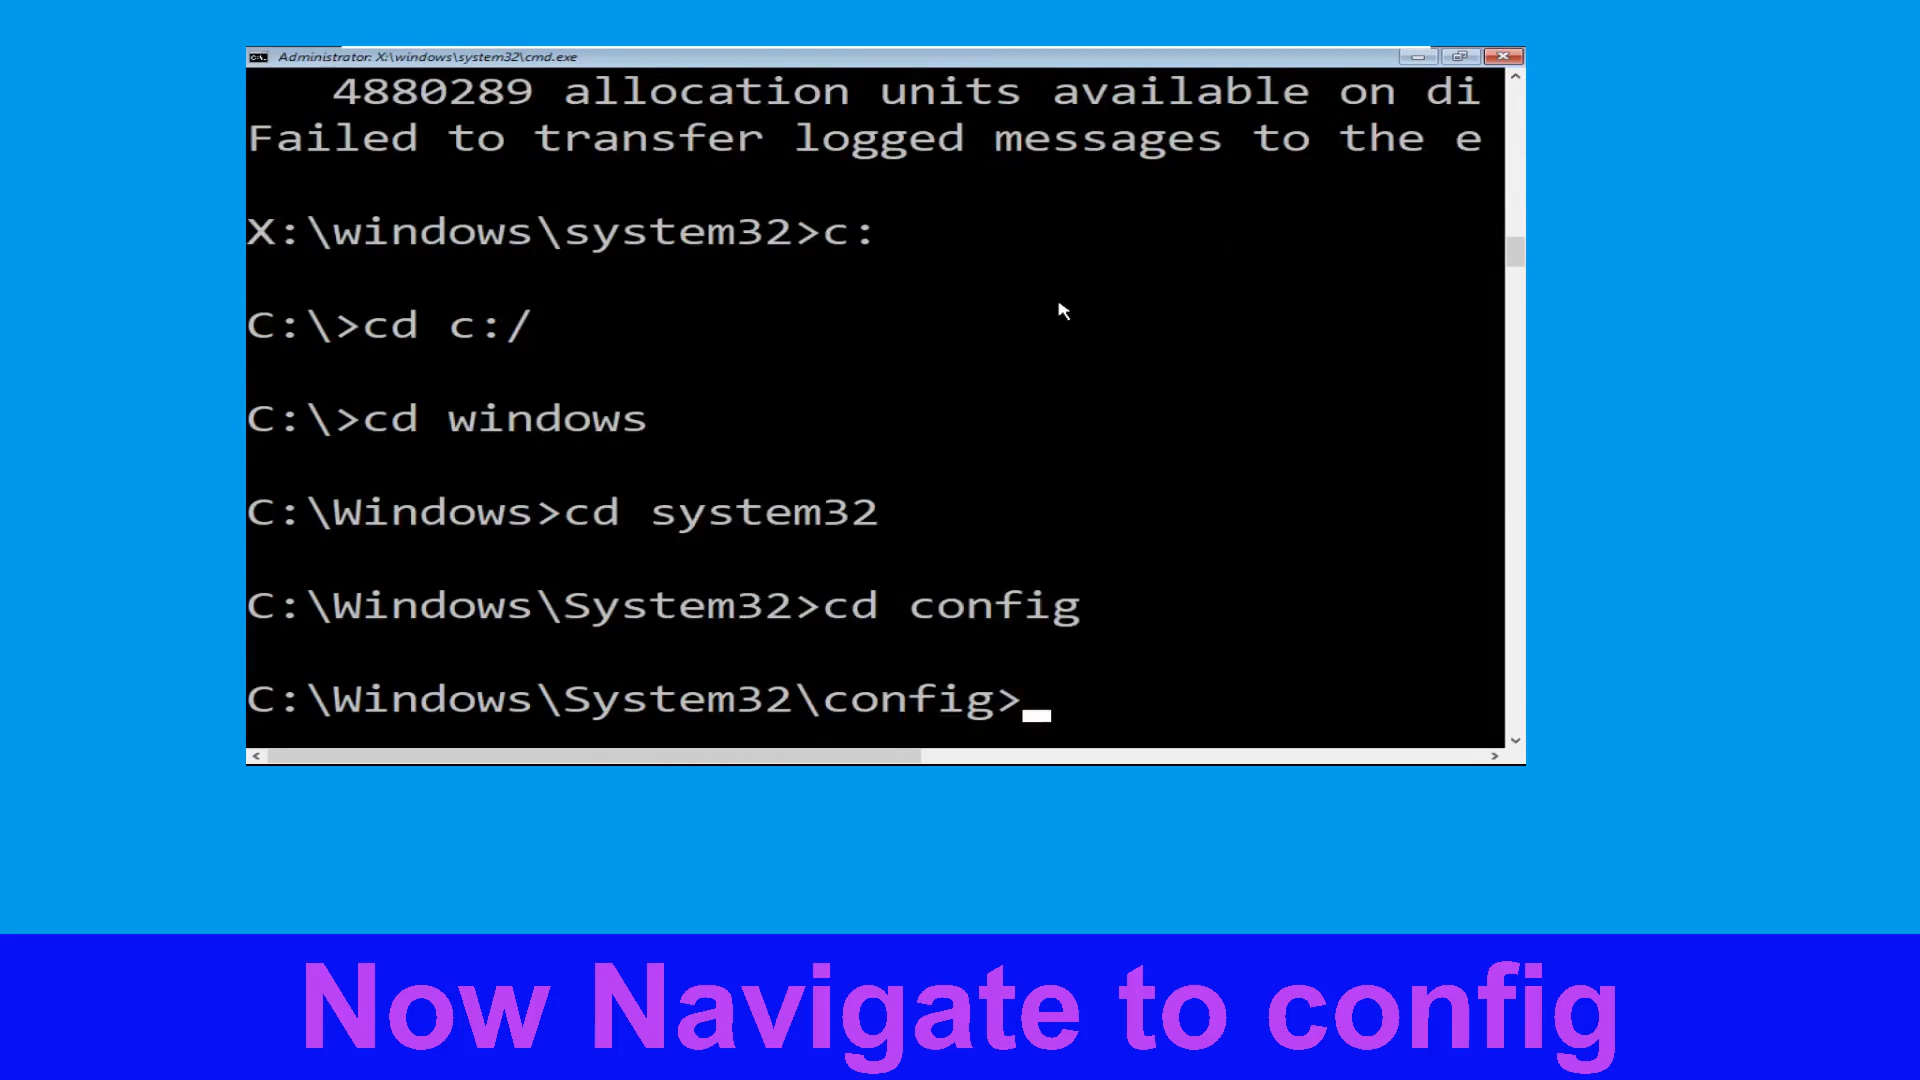 Administrator: X:\windows\system32\cmd.exe
4880289 allocation units available on di
Failed to transfer logged messages to the e
X:\windows\system32>c:
C:\>cd c:/
C:\>cd windows
C:\Windows>cd system32
C:\Windows\System32>cd config
C:\Windows\System32\config>
Now Navigate to config